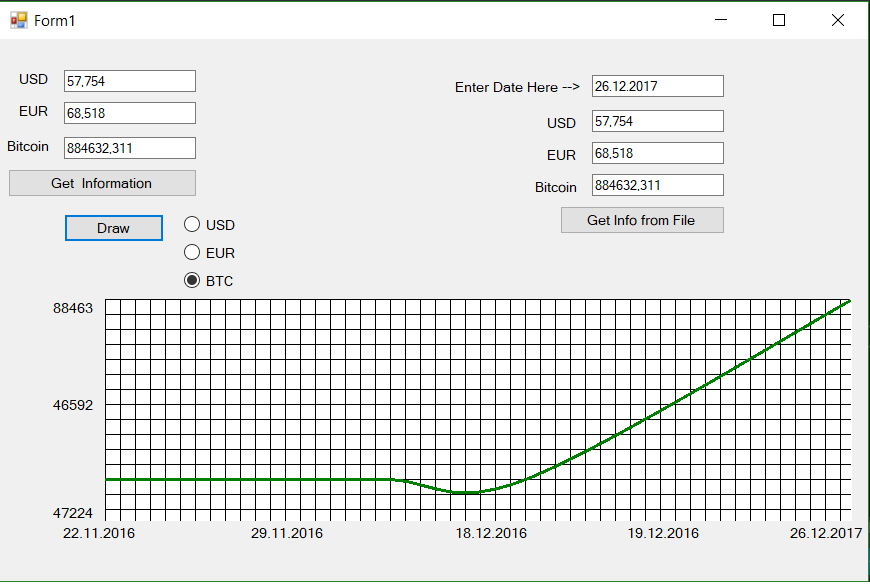 Form1
USD 57,754
EUR 68,518
Bitcoin 884632,311
Get Information
Enter Date Here --> 26.12.2017
USD 57,754
EUR 68,518
Bitcoin 884632,311
Get Info from File
Draw
USD
EUR
BTC
88463
46592
47224
22.11.2016 29.11.2016 18.12.2016 19.12.2016 26.12.2017